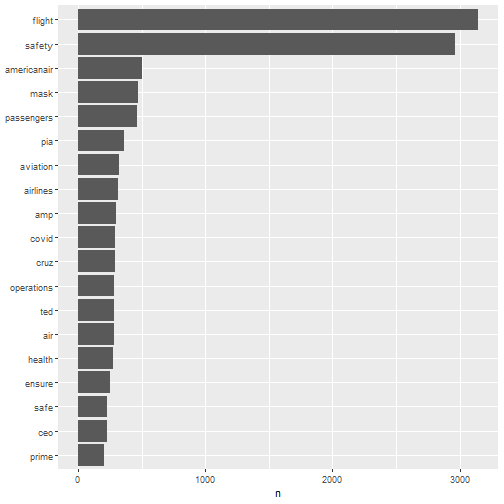 flight
safety
americanair
mask
passengers
pia
aviation
airlines
amp
covid
cruz
operations
ted
air
health
ensure
safe
ceo
prime
0 1000 2000 3000
n